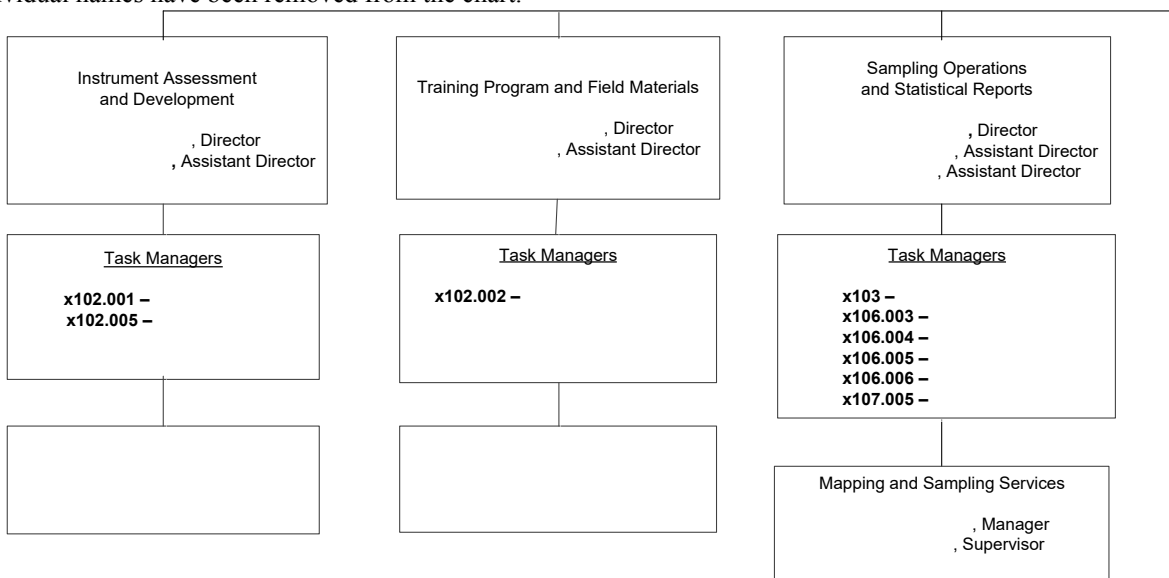 Instrument Assessment
and Development
, Director
, Assistant Director
Task Managers
x102.001 –
x102.005 –
Training Program and Field Materials
, Director
, Assistant Director
Task Managers
x102.002 –
Sampling Operations
and Statistical Reports
, Director
, Assistant Director
, Assistant Director
Task Managers
x103 –
x106.003 –
x106.004 –
x106.005 –
x106.006 –
x107.005 –
Mapping and Sampling Services
, Manager
, Supervisor